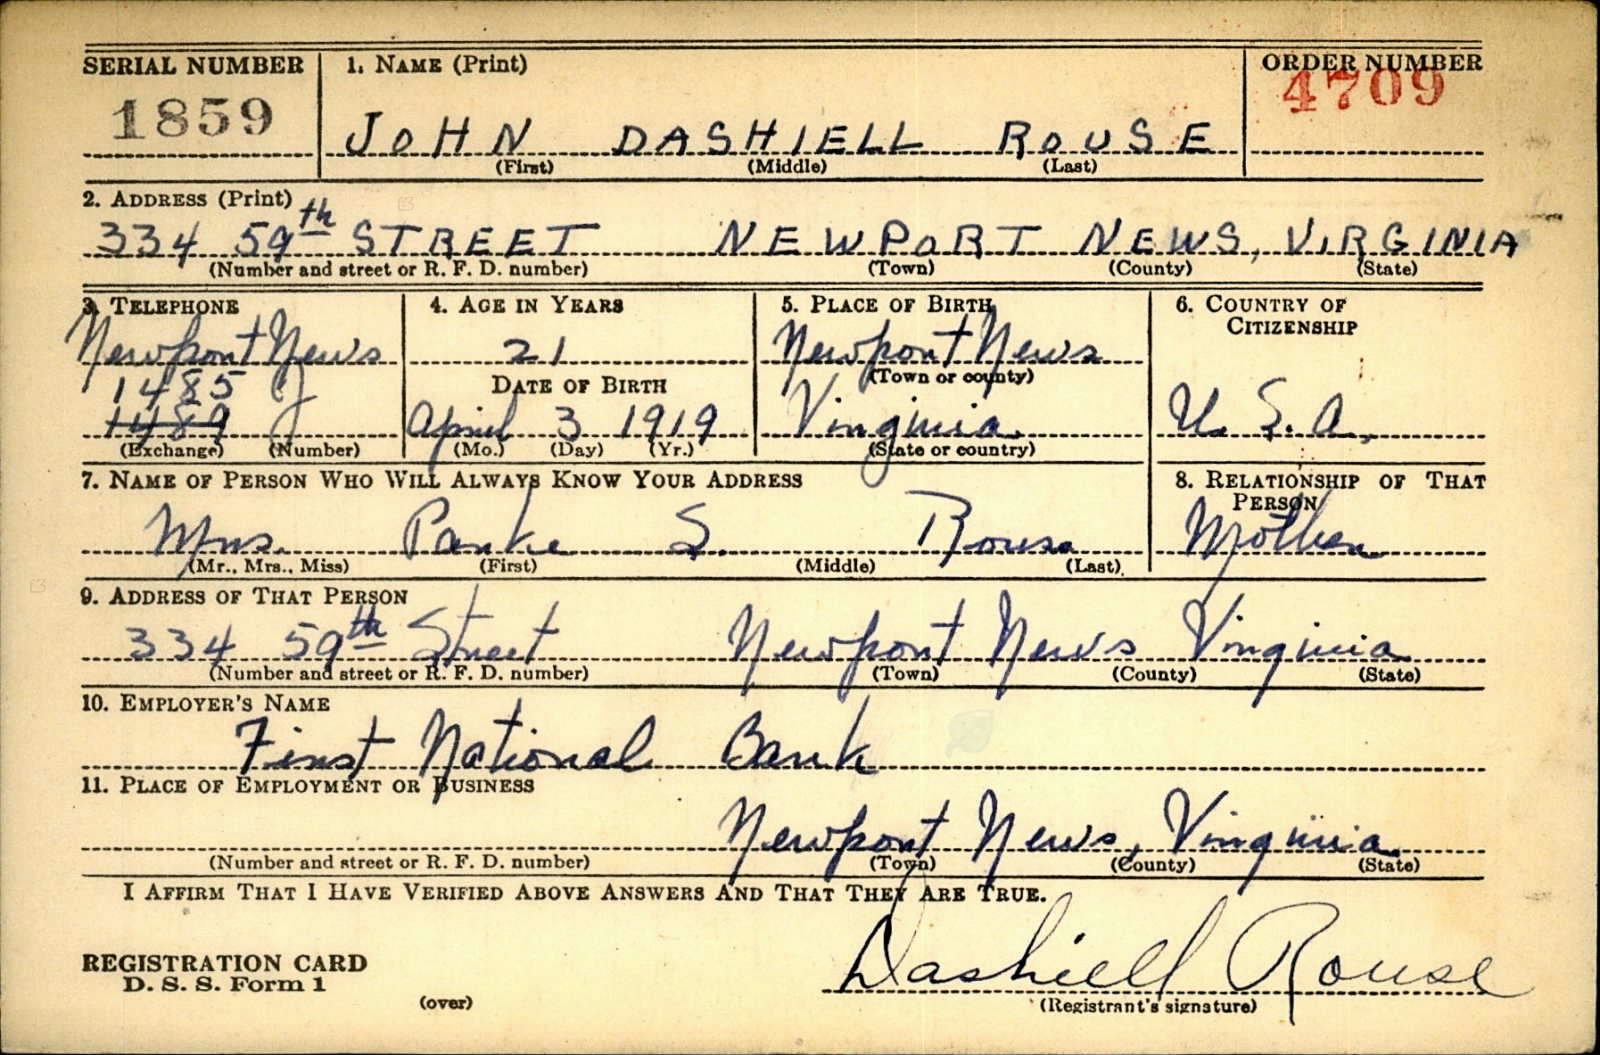 SERIAL NUMBER 1. NAME (Print) ORDER NUMBER
1859 JOHN DASHIELL ROUSE 4709
(First) (Middle) (Last)
2. ADDRESS (Print)
334 59th STREET NEWPORT NEWS, VIRGINIA
(Number and street or R. F. D. number) (Town) (County) (State)
3. TELEPHONE 4. AGE IN YEARS 5. PLACE OF BIRTH 6. COUNTRY OF CITIZENSHIP
Newport News 21 Newport News
(Town or county)
1485 J DATE OF BIRTH
1489 J April 3 1919 Virginia U. S. A.
(Exchange) (Number) (Mo.) (Day) (Yr.) (State or country)
7. NAME OF PERSON WHO WILL ALWAYS KNOW YOUR ADDRESS 8. RELATIONSHIP OF THAT PERSON
Mrs. Parke S. Rouse Mother
(Mr., Mrs., Miss) (First) (Middle) (Last)
9. ADDRESS OF THAT PERSON
334 59th Street Newport News Virginia
(Number and street or R. F. D. number) (Town) (County) (State)
10. EMPLOYER'S NAME
First National Bank
11. PLACE OF EMPLOYMENT OR BUSINESS
Newport News, Virginia
(Number and street or R. F. D. number) (Town) (County) (State)
I AFFIRM THAT I HAVE VERIFIED ABOVE ANSWERS AND THAT THEY ARE TRUE.
REGISTRATION CARD
D. S. S. Form 1 Dashiell Rouse
(over) (Registrant's signature)